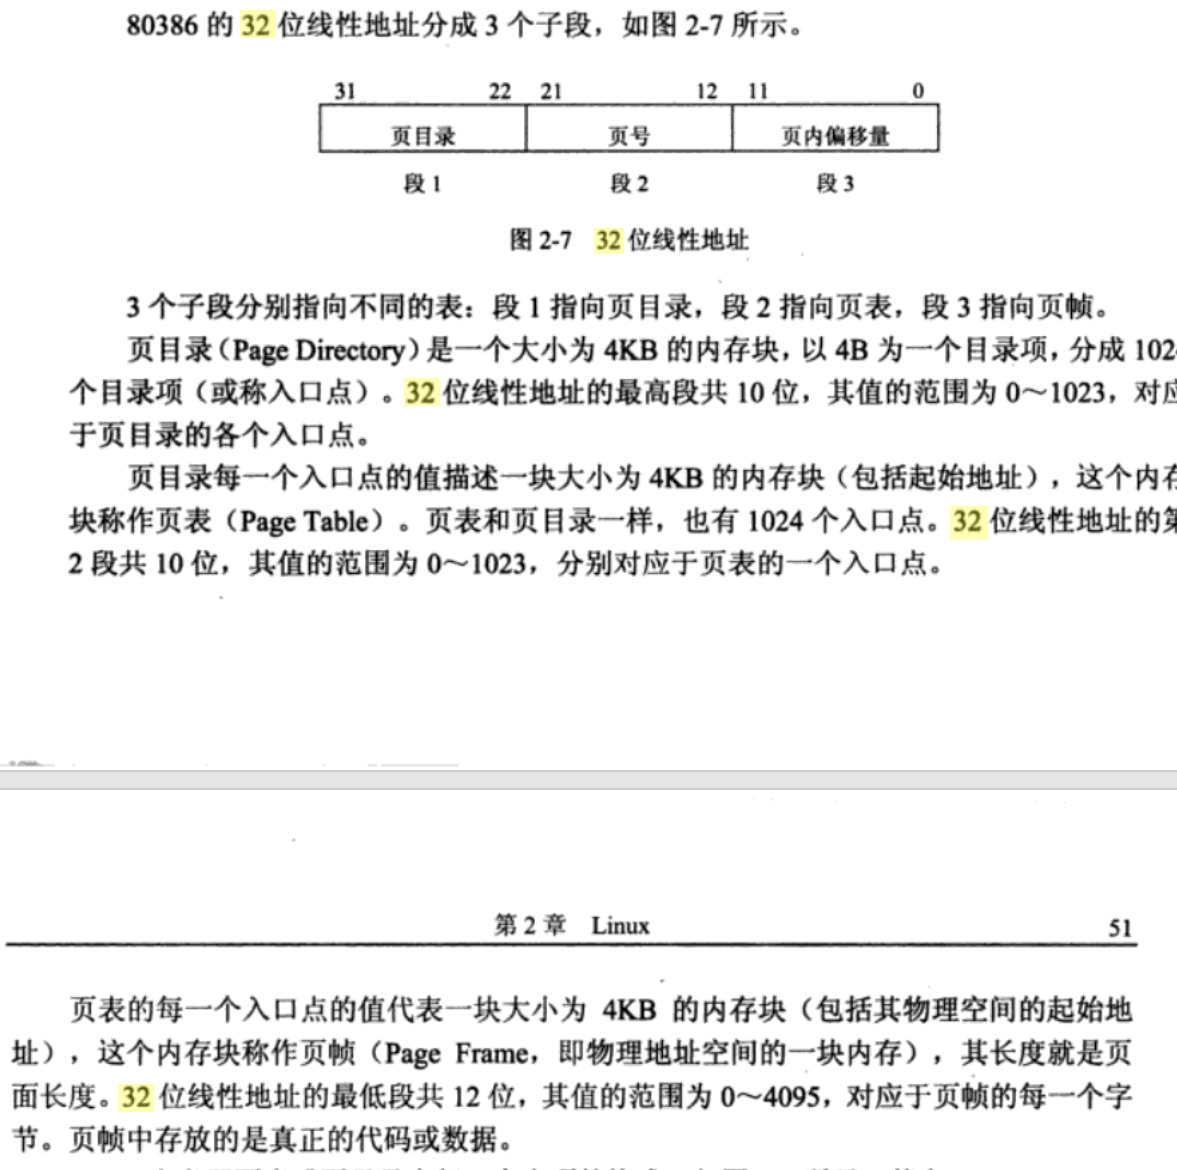 80386 的 32 位线性地址分成 3 个子段，如图 2-7 所示。
31 22 21 12 11 0
页目录 页号 页内偏移量
段 1 段 2 段 3
图 2-7 32 位线性地址
3 个子段分别指向不同的表：段 1 指向页目录，段 2 指向页表，段 3 指向页帧。
页目录（Page Directory）是一个大小为 4KB 的内存块，以 4B 为一个目录项，分成 102
个目录项（或称入口点）。32 位线性地址的最高段共 10 位，其值的范围为 0～1023，对应
于页目录的各个入口点。
页目录每一个入口点的值描述一块大小为 4KB 的内存块（包括起始地址），这个内存
块称作页表（Page Table）。页表和页目录一样，也有 1024 个入口点。32 位线性地址的第
2 段共 10 位，其值的范围为 0～1023，分别对应于页表的一个入口点。
第 2 章 Linux 51
页表的每一个入口点的值代表一块大小为 4KB 的内存块（包括其物理空间的起始地
址），这个内存块称作页帧（Page Frame，即物理地址空间的一块内存），其长度就是页
面长度。32 位线性地址的最低段共 12 位，其值的范围为 0～4095，对应于页帧的每一个字
节。页帧中存放的是真正的代码或数据。